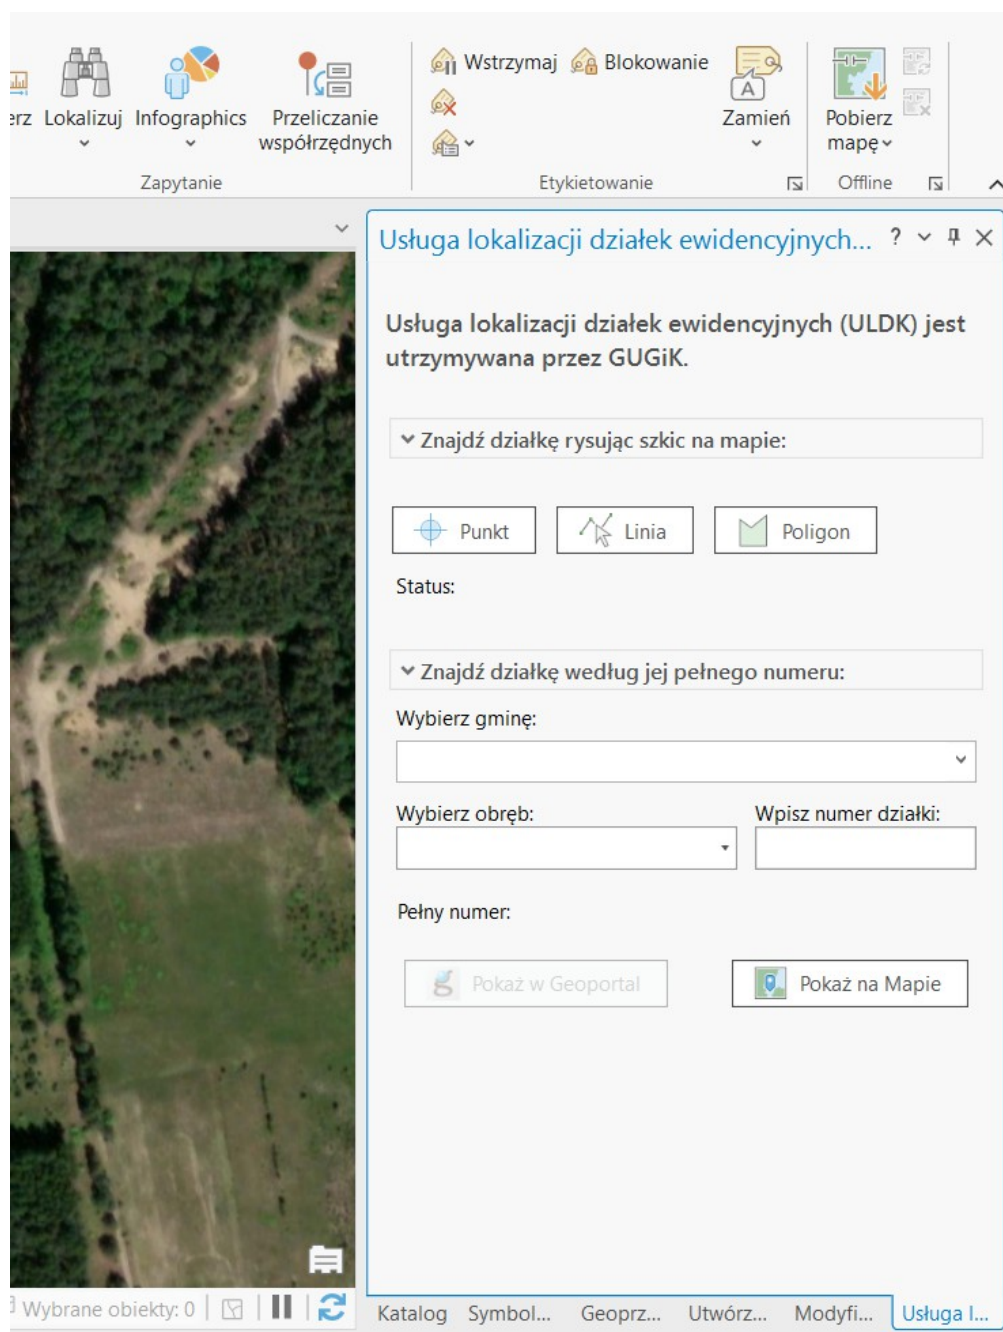 Wstrzymaj Blokowanie
erz Lokalizuj Infographics Przeliczanie współrzędnych Zamień Pobierz mapę
Zapytanie Etykietowanie Offline
Usługa lokalizacji działek ewidencyjnych... ?
Usługa lokalizacji działek ewidencyjnych (ULDK) jest
utrzymywana przez GUGiK.
Znajdź działkę rysując szkic na mapie:
Punkt Linia Poligon
Status:
Znajdź działkę według jej pełnego numeru:
Wybierz gminę:
Wybierz obręb: Wpisz numer działki:
Pełny numer:
Pokaż w Geoportal Pokaż na Mapie
Wybrane obiekty: 0
Katalog Symbol... Geoprz... Utwórz... Modyfi... Usługa l...